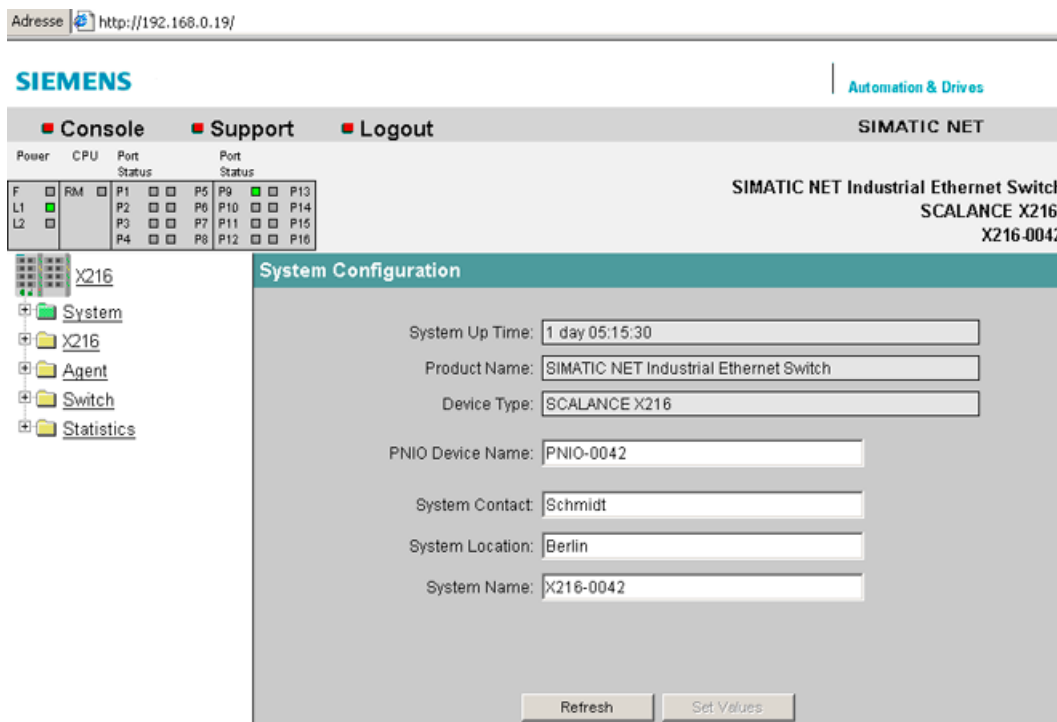 Adresse http://192.168.0.19/
SIEMENS
Automation & Drives
Console Support Logout SIMATIC NET
Power CPU Port Status Port Status
F RM P1 P5 P9 P13
L1 P2 P6 P10 P14
L2 P3 P7 P11 P15
P4 P8 P12 P16
SIMATIC NET Industrial Ethernet Switch
SCALANCE X216
X216-0042
X216
System
X216
Agent
Switch
Statistics
System Configuration
System Up Time: 1 day 05:15:30
Product Name: SIMATIC NET Industrial Ethernet Switch
Device Type: SCALANCE X216
PNIO Device Name: PNIO-0042
System Contact: Schmidt
System Location: Berlin
System Name: X216-0042
Refresh Set Values